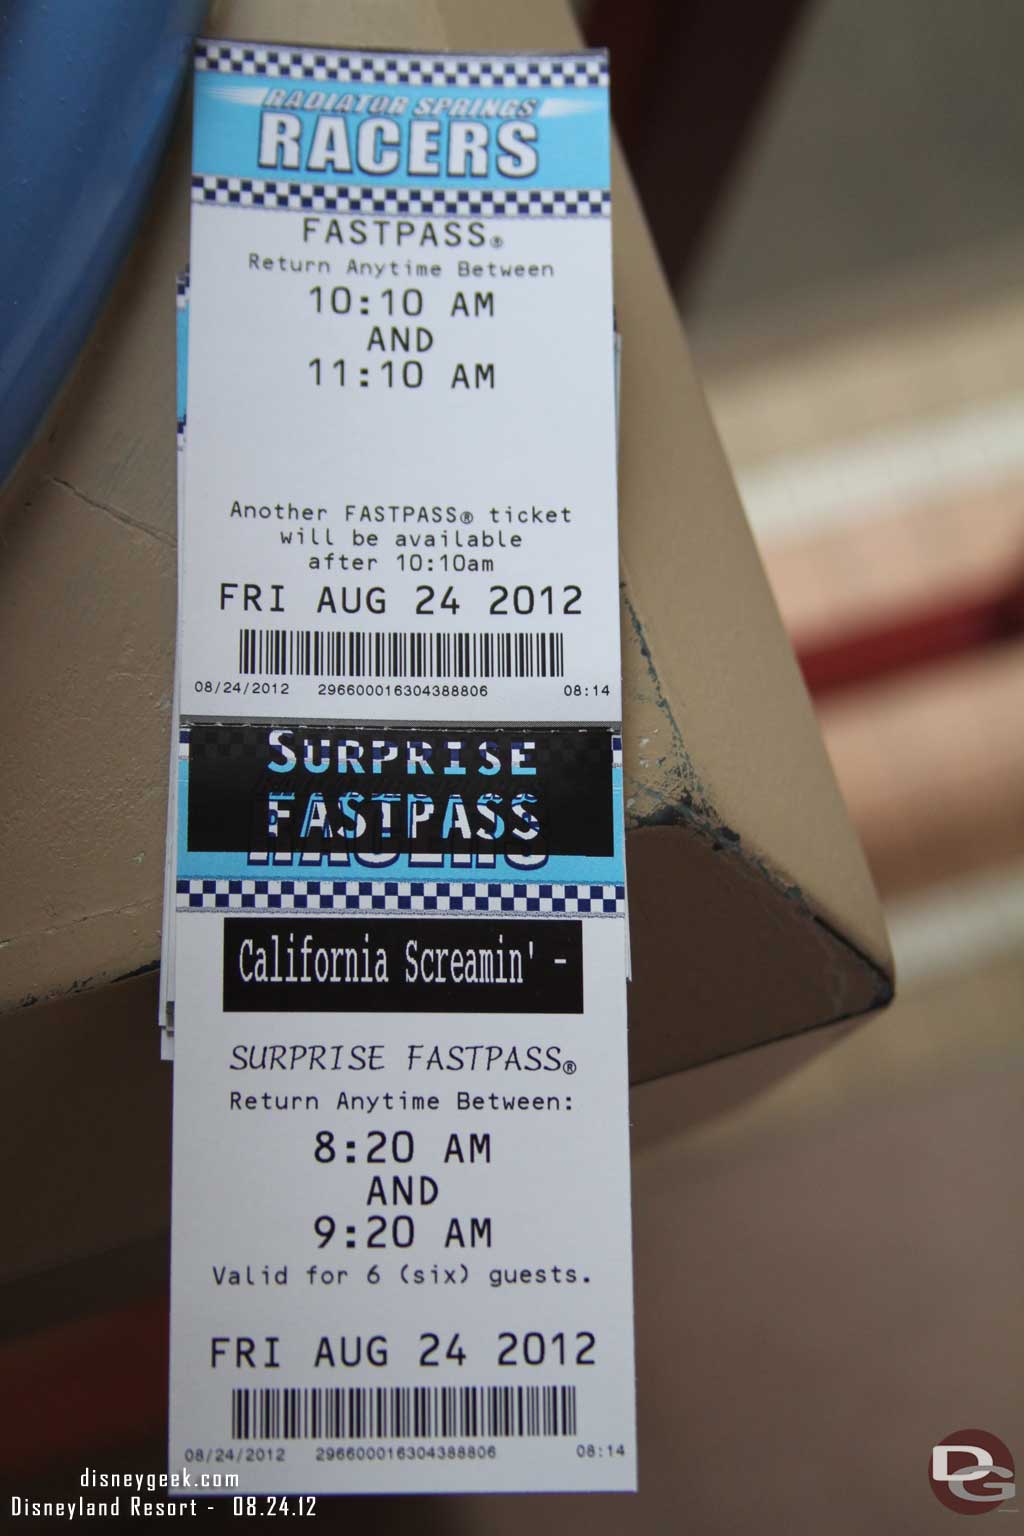 RADIATOR SPRINGS
RACERS
FASTPASS®
Return Anytime Between
10:10 AM
AND
11:10 AM
Another FASTPASS® ticket
will be available
after 10:10am
FRI AUG 24 2012
08/24/2012 296600016304388806 08:14
SURPRISE
FASTPASS
RACERS
California Screamin' -
SURPRISE FASTPASS®
Return Anytime Between:
8:20 AM
AND
9:20 AM
Valid for 6 (six) guests.
FRI AUG 24 2012
08/24/2012 296600016304388806 08:14
disneygeek.com
Disneyland Resort - 08.24.12
DG